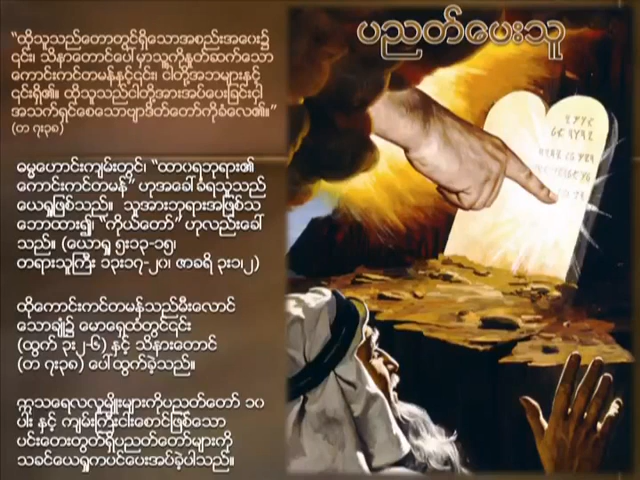 ပညတ်ပေးသူ
“ထိုသူသည်တောတွင်ရှိသောအစည်းအဝေး၌
၎င်း၊ သိနာတောင်ပေါ်မှာသူ့ကိုနှုတ်ဆက်သော
ကောင်းကင်တမန်နှင့်၎င်း၊ ငါတို့အဘများနှင့်
၎င်းရှိ၏။ ထိုသူသည်ငါတို့အားအပ်ပေးခြင်းငှါ
အသက်ရှင်စေသောဗျာဒိတ်တော်ကိုခံလေ၏။”
(တ ၇း၃၈)
ဓမ္မဟောင်းကျမ်းတွင်၊ “ထာဝရဘုရား၏
ကောင်းကင်တမန်” ဟုအခေါ်ခံရသူသည်
ယေရှုဖြစ်သည်။ သူ့အားဘုရားအဖြစ်သ
ဘောထား၍၊ “ကိုယ်တော်” ဟုလည်းခေါ်
သည်။ (ယောရှု ၅း၁၃-၁၅၊
တရားသူကြီး ၁၃း၁၇-၂၀၊ ဇာခရိ ၃း၁,၂)
ထိုကောင်းကင်တမန်သည်မီးလောင်
သောချုံ၌ မောရှေထံတွင်၎င်း
(ထွက် ၃း၂-၆) နှင့် သိနားတောင်
(တ ၇း၃၈) ပေါ်ထွက်ခဲ့သည်။
ဣသရေလလူမျိုးများကိုပညတ်တော် ၁၀
ပါး နှင့် ကျမ်းကြီးငါးစောင်ဖြစ်သော
ပင်းတေးတွတ်ရှိပညတ်တော်များကို
သခင်ယေရှုကပင်ပေးအပ်ခဲ့ပါသည်။